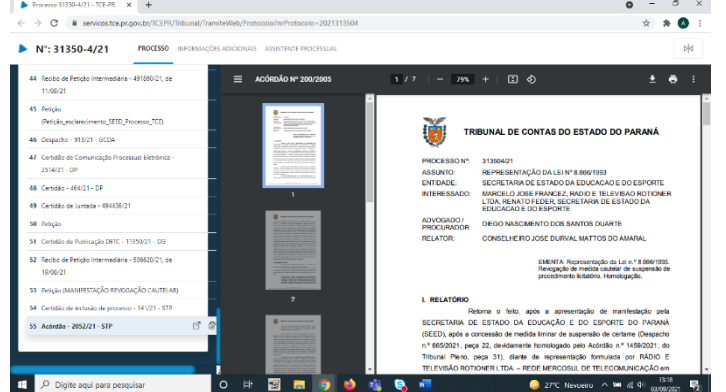 Processo 31350-4/21 - TCE-PR
servicos.tce.pr.gov.br/TCEPR/Tribunal/TramiteWeb/Protocolo?nrProtocolo=2021313504
N°: 31350-4/21 PROCESSO INFORMAÇÕES ADICIONAIS ASSISTENTE PROCESSUAL
44 Recibo de Petição Intermediária - 491860/21, de
11/08/21
45 Petição
(Petição_esclarecimento_SEED_Processo_TCE)
46 Despacho - 913/21 - GCDA
47 Certidão de Comunicação Processual Eletrônica -
2514/21 - DP
48 Certidão - 464/21 - DP
49 Certidão de Juntada - 494436/21
50 Petição
51 Certidão de Publicação DETC - 11350/21 - DG
52 Recibo de Petição Intermediária - 506620/21, de
19/08/21
53 Petição (MANIFESTAÇÃO REVOGAÇÃO CAUTELAR)
54 Certidão de inclusão de processo - 141/21 - STP
55 Acórdão - 2052/21 - STP
ACÓRDÃO Nº 200/2005
1 / 7
79%
1
2
TRIBUNAL DE CONTAS DO ESTADO DO PARANÁ
PROCESSO Nº: 313504/21
ASSUNTO: REPRESENTAÇÃO DA LEI Nº 8.666/1993
ENTIDADE: SECRETARIA DE ESTADO DA EDUCACAO E DO ESPORTE
INTERESSADO: MARCELO JOSE FRANCEZ, RADIO E TELEVISAO ROTIONER
LTDA, RENATO FEDER, SECRETARIA DE ESTADO DA
EDUCACAO E DO ESPORTE
ADVOGADO /
PROCURADOR DIEGO NASCIMENTO DOS SANTOS DUARTE
RELATOR: CONSELHEIRO JOSE DURVAL MATTOS DO AMARAL
EMENTA: Representação da Lei n.º 8.666/1993.
Revogação de medida cautelar de suspensão de
procedimento licitatório. Homologação.
I. RELATÓRIO
Retorna o feito, após a apresentação de manifestação pela
SECRETARIA DE ESTADO DA EDUCAÇÃO E DO ESPORTE DO PARANÁ
(SEED), após a concessão de medida liminar de suspensão de certame (Despacho
n.º 665/2021, peça 22, devidamente homologado pelo Acórdão n.º 1459/2021, do
Tribunal Pleno, peça 31), diante de representação formulada por RÁDIO E
TELEVISÃO ROTIONER LTDA. – REDE MERCOSUL DE TELECOMUNICAÇÃO em
Digite aqui para pesquisar
27°C Nevoeiro
13:18
03/09/2021